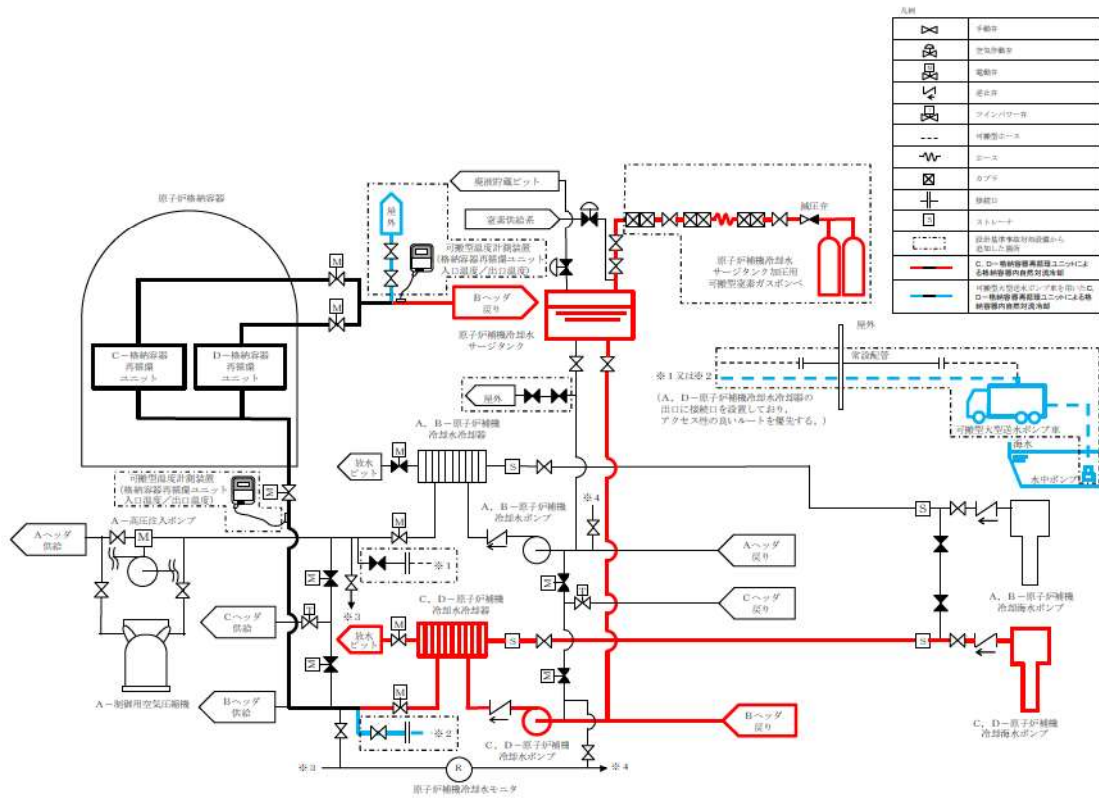 凡例
手動弁
空気作動弁
電動弁
逆止弁
ツインパワー弁
可搬型ホース
ホース
カプラ
接続口
S
ストレーナ
設計基準事故対処設備から
追加した箇所
C，D－格納容器再循環ユニットによ
る格納容器内自然対流冷却
可搬型大型送水ポンプ車を用いたC，
D－格納容器再循環ユニットによる格
納容器内自然対流冷却
原子炉格納容器
屋外
可搬型温度計測装置
(格納容器再循環ユニット
入口温度／出口温度)
廃液貯蔵ピット
窒素供給系
減圧弁
原子炉補機冷却水
サージタンク加圧用
可搬型窒素ガスボンベ
M
M
Bヘッダ
戻り
原子炉補機冷却水
サージタンク
C－格納容器
再循環
ユニット
D－格納容器
再循環
ユニット
屋外
屋外
常設配管
※1又は※2
(A，D－原子炉補機冷却水冷却器の
出口に接続口を設置しており，
アクセス性の良いルートを優先する。)
可搬型大型送水ポンプ車
海水
水中ポンプ
A，B－原子炉補機
冷却水冷却器
放水
ピット
M
S
可搬型温度計測装置
(格納容器再循環ユニット
入口温度／出口温度)
M
A－高圧注入ポンプ
Aヘッダ
供給
M
M
A，B－原子炉補機
冷却水ポンプ
※4
S
Aヘッダ
戻り
※1
M
M
T
Cヘッダ
戻り
A，B－原子炉補機
冷却海水ポンプ
※3
Cヘッダ
供給
T
C，D－原子炉補機
冷却水冷却器
放水
ピット
M
S
S
M
M
A－制御用空気圧縮機
Bヘッダ
供給
M
※2
C，D－原子炉補機
冷却水ポンプ
Bヘッダ
戻り
C，D－原子炉補機
冷却海水ポンプ
※3
R
※4
原子炉補機冷却水モニタ